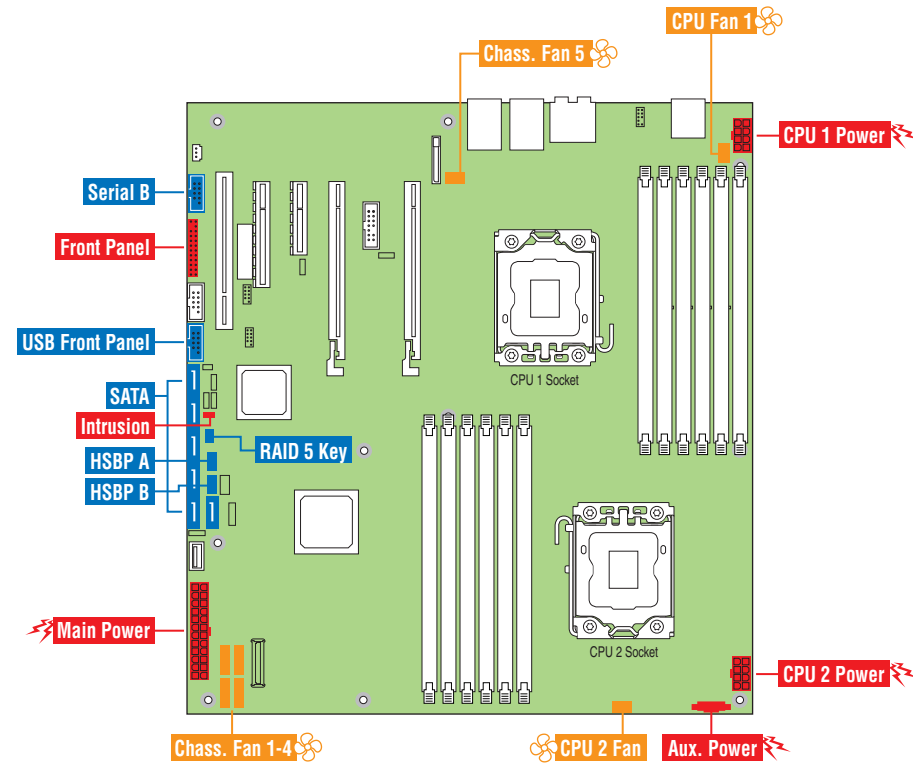 CPU Fan 1
Chass. Fan 5
CPU 1 Power
Serial B
Front Panel
USB Front Panel
CPU 1 Socket
SATA
Intrusion
RAID 5 Key
HSBP A
HSBP B
Main Power
CPU 2 Socket
CPU 2 Power
Chass. Fan 1-4
CPU 2 Fan
Aux. Power